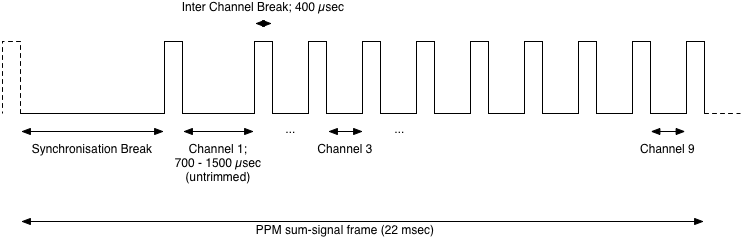 Inter Channel Break; 400 µsec
...
...
Synchronisation Break
Channel 1;
700 - 1500 µsec
(untrimmed)
Channel 3
Channel 9
PPM sum-signal frame (22 msec)